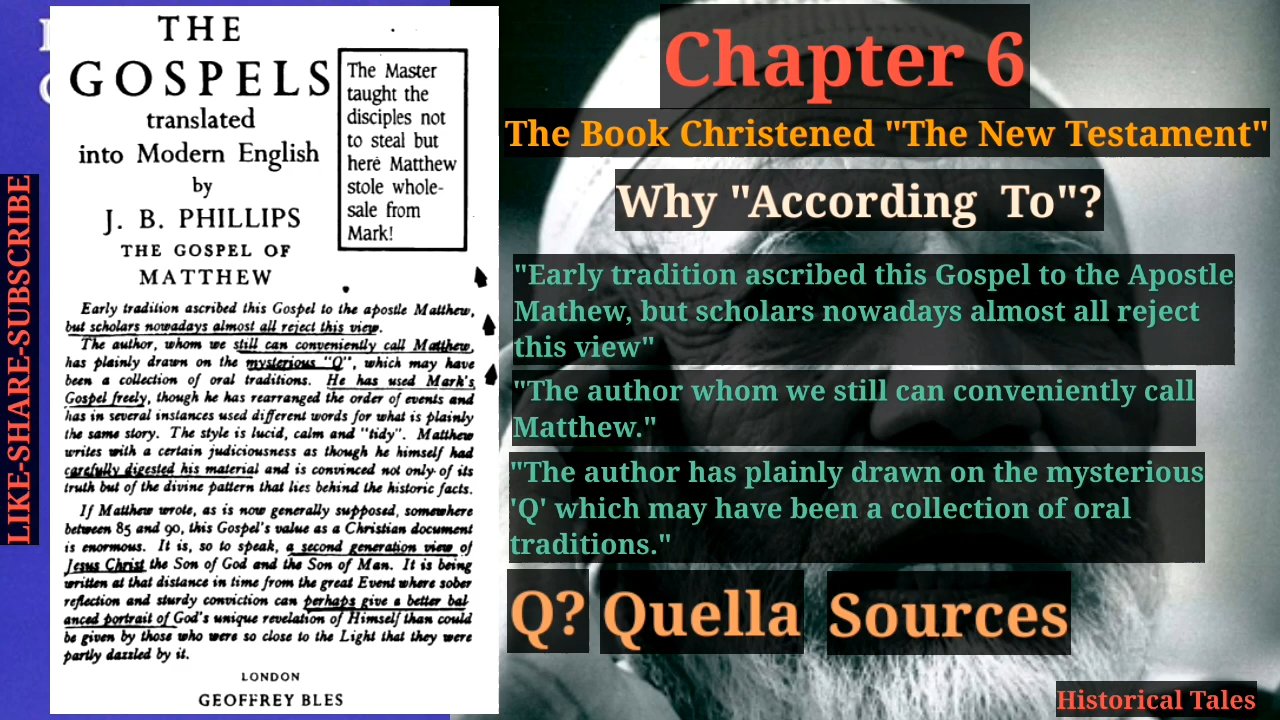 THE
GOSPELS
translated
into Modern English
by
J. B. PHILLIPS
THE GOSPEL OF
MATTHEW
The Master
taught the
disciples not
to steal but
here Matthew
stole whole-
sale from
Mark!
Early tradition ascribed this Gospel to the apostle Matthew,
but scholars nowadays almost all reject this view.
The author, whom we still can conveniently call Matthew,
has plainly drawn on the mysterious "Q", which may have
been a collection of oral traditions. He has used Mark's
Gospel freely, though he has rearranged the order of events and
has in several instances used different words for what is plainly
the same story. The style is lucid, calm and "tidy". Matthew
writes with a certain judiciousness as though he himself had
carefully digested his material and is convinced not only of its
truth but of the divine pattern that lies behind the historic facts.
If Matthew wrote, as is now generally supposed, somewhere
between 85 and 90, this Gospel's value as a Christian document
is enormous. It is, so to speak, a second generation view of
Jesus Christ the Son of God and the Son of Man. It is being
written at that distance in time from the great Event where sober
reflection and sturdy conviction can perhaps give a better bal-
anced portrait of God's unique revelation of Himself than could
be given by those who were so close to the Light that they were
partly dazzled by it.
LONDON
GEOFFREY BLES
LIKE-SHARE-SUBSCRIBE
Chapter 6
The Book Christened "The New Testament"
Why "According To"?
"Early tradition ascribed this Gospel to the Apostle
Mathew, but scholars nowadays almost all reject
this view"
"The author whom we still can conveniently call
Matthew."
"The author has plainly drawn on the mysterious
'Q' which may have been a collection of oral
traditions."
Q? Quella Sources
Historical Tales